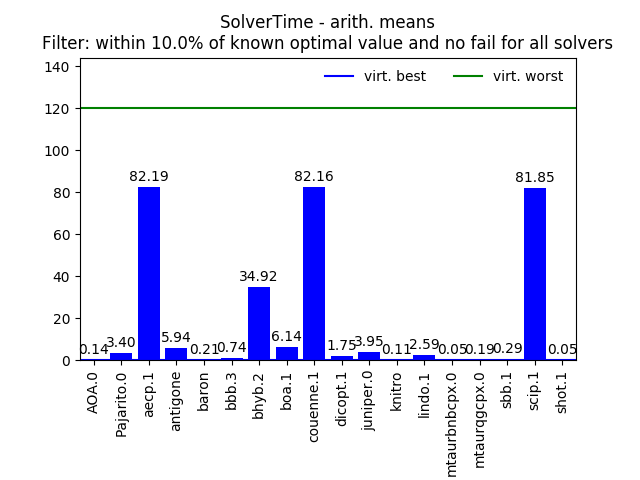 SolverTime - arith. means
Filter: within 10.0% of known optimal value and no fail for all solvers
virt. best
virt. worst
140
120
100
80
60
40
20
0
0.14
3.40
82.19
5.94
0.21
0.74
34.92
6.14
82.16
1.75
3.95
0.11
2.59
0.05
0.19
0.29
81.85
0.05
AOA.0
Pajarito.0
aecp.1
antigone
baron
bbb.3
bhyb.2
boa.1
couenne.1
dicopt.1
juniper.0
knitro
lindo.1
mtaurbnbcpx.0
mtaurqgcpx.0
sbb.1
scip.1
shot.1